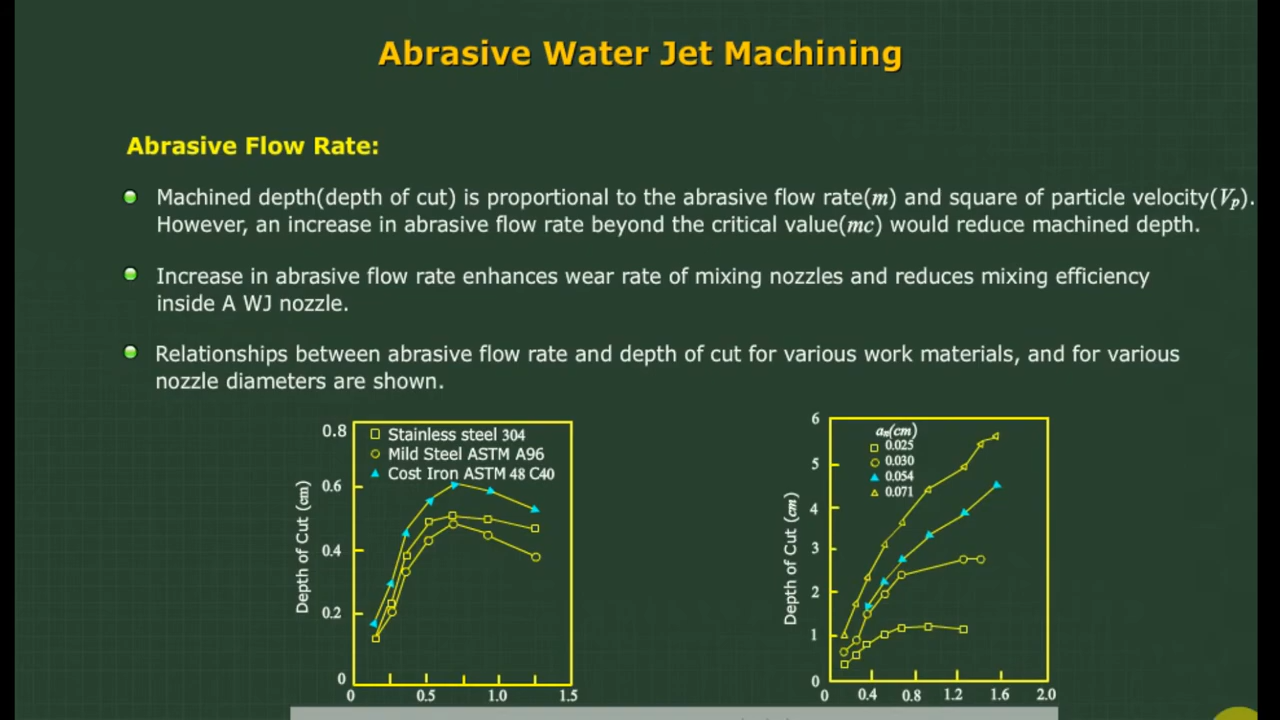 Abrasive Water Jet Machining
Abrasive Flow Rate:
Machined depth(depth of cut) is proportional to the abrasive flow rate(m) and square of particle velocity(Vp).
However, an increase in abrasive flow rate beyond the critical value(mc) would reduce machined depth.
Increase in abrasive flow rate enhances wear rate of mixing nozzles and reduces mixing efficiency
inside A WJ nozzle.
Relationships between abrasive flow rate and depth of cut for various work materials, and for various
nozzle diameters are shown.
Depth of Cut (cm)
0.8
0.6
0.4
0.2
0
Stainless steel 304
Mild Steel ASTM A96
Cost Iron ASTM 48 C40
0 0.5 1.0 1.5
Depth of Cut (cm)
6
5
4
3
2
1
0
an(cm)
0.025
0.030
0.054
0.071
0 0.4 0.8 1.2 1.6 2.0